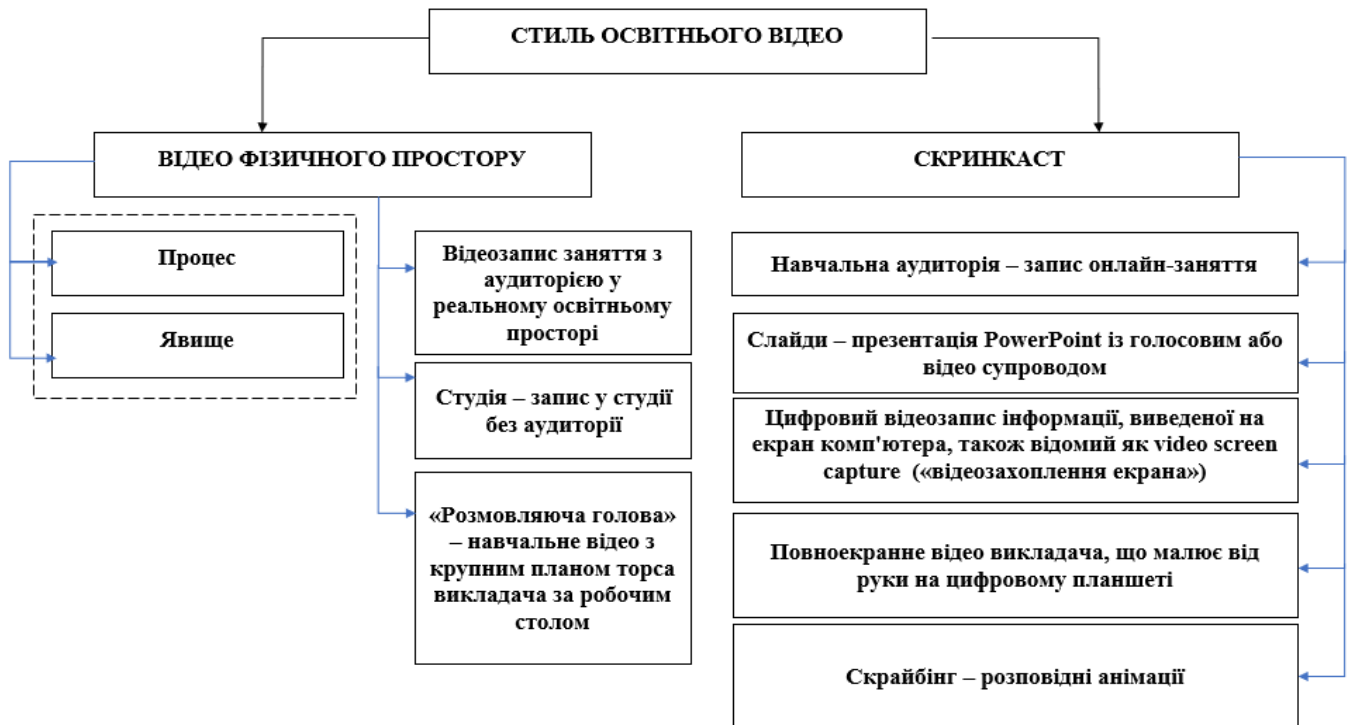 СТИЛЬ ОСВІТНЬОГО ВІДЕО
ВІДЕО ФІЗИЧНОГО ПРОСТОРУ
Процес
Явище
Відеозапис заняття з
аудиторією у
реальному освітньому
просторі
Студія – запис у студії
без аудиторії
«Розмовляюча голова»
– навчальне відео з
крупним планом торса
викладача за робочим
столом
СКРИНКАСТ
Навчальна аудиторія – запис онлайн-заняття
Слайди – презентація PowerPoint із голосовим або
відео супроводом
Цифровий відеозапис інформації, виведеної на
екран комп'ютера, також відомий як video screen
capture («відеозахоплення екрана»)
Повноекранне відео викладача, що малює від
руки на цифровому планшеті
Скрайбінг – розповідні анімації